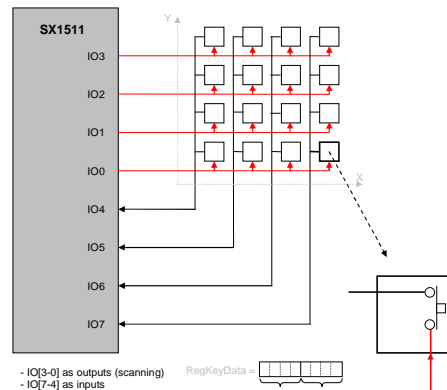 SX1511
Y
IO3
IO2
IO1
IO0
X
IO4
IO5
IO6
IO7
- IO[3-0] as outputs (scanning)
- IO[7-4] as inputs
RegKeyData =